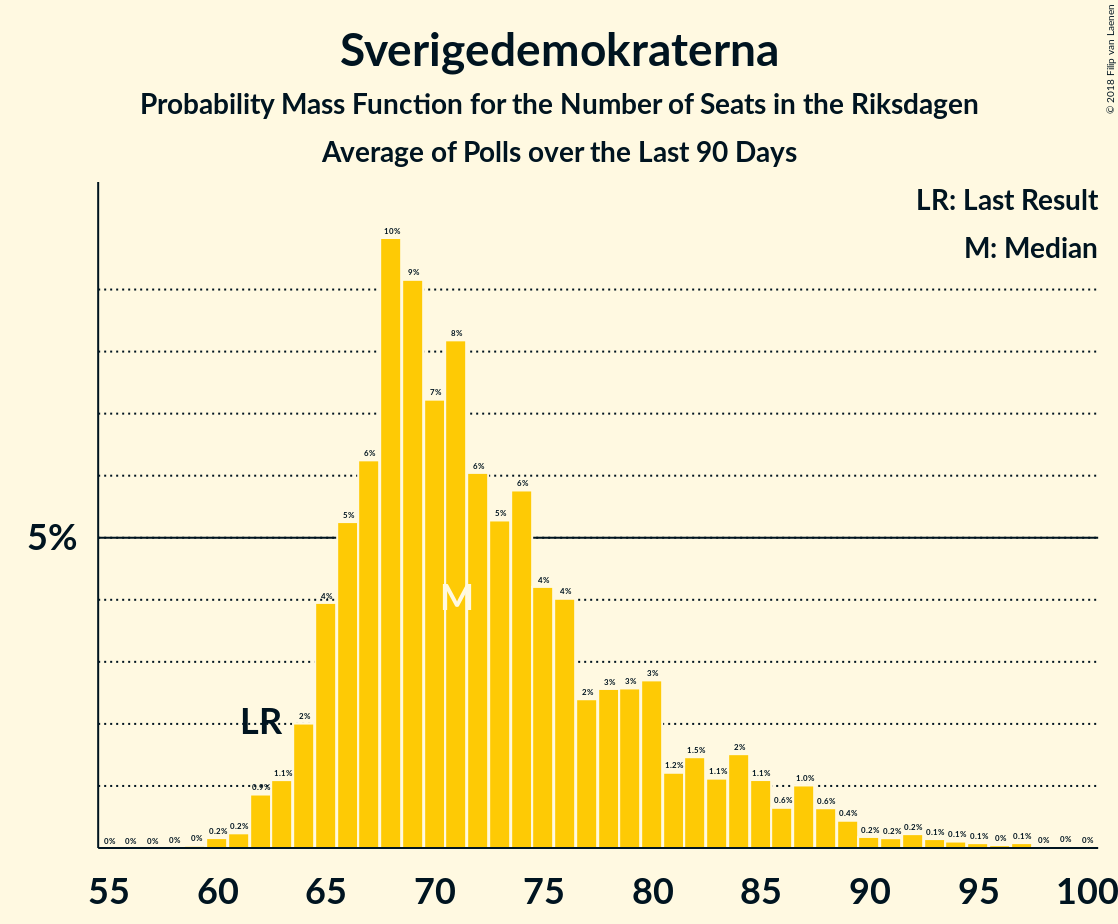 © 2018 Filip van Laenen
Sverigedemokraterna
Probability Mass Function for the Number of Seats in the Riksdagen
Average of Polls over the Last 90 Days
LR: Last Result
M: Median
5%
LR
M
0% 0% 0% 0% 0% 0.2% 0.2% 0.9% 1.1% 2% 4% 5% 6% 10% 9% 7% 8% 6% 5% 6% 4% 4% 2% 3% 3% 3% 1.2% 1.5% 1.1% 2% 1.1% 0.6% 1.0% 0.6% 0.4% 0.2% 0.2% 0.2% 0.1% 0.1% 0.1% 0% 0.1% 0% 0% 0%
55 60 65 70 75 80 85 90 95 100